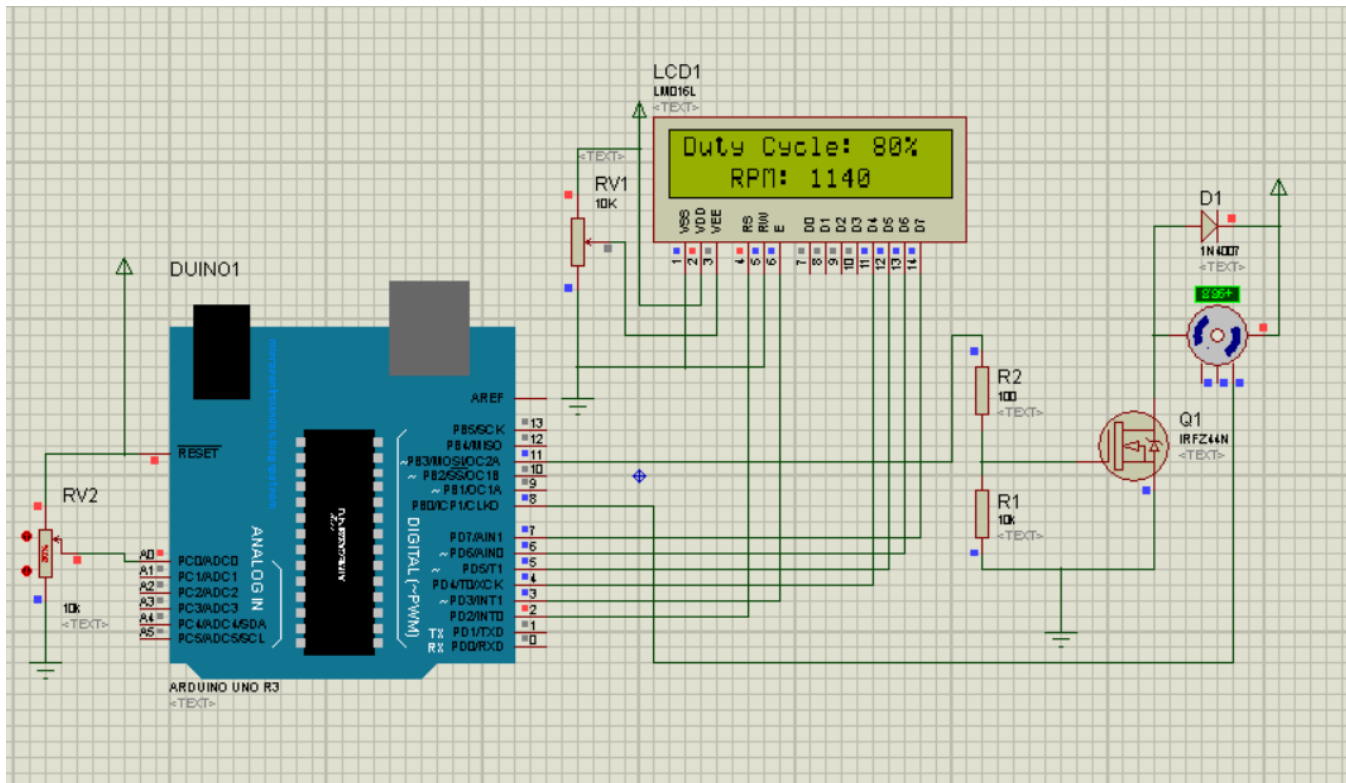 LCD1
LM016L
<TEXT>
Duty Cycle: 80%
RPM: 1140
<TEXT>
RV1
10K
VSS
VDD
VEE
RS
RW
E
D0
D1
D2
D3
D4
D5
D6
D7
1
2
3
4
5
6
7
8
9
10
11
12
13
14
D1
1N4007
<TEXT>
DUINO1
AREF
RESET
PB5/SCK 13
PB4/MISO 12
~PB3/MOSI/OC2A 11
~ PB2/SS/OC1B 10
~ PB1/OC1A 9
PB0/ICP1/CLKO 8
PD7/AIN1 7
~ PD6/AIN0 6
~ PD5/T1 5
PD4/T0/XCK 4
~PD3/INT1 3
PD2/INT0 2
TX PD1/TXD 1
RX PD0/RXD 0
DIGITAL (~PWM)
ANALOG IN
A0 PC0/ADC0
A1 PC1/ADC1
A2 PC2/ADC2
A3 PC3/ADC3
A4 PC4/ADC4/SDA
A5 PC5/ADC5/SCL
RV2
10k
<TEXT>
ARDUINO UNO R3
<TEXT>
R2
100
<TEXT>
R1
10k
<TEXT>
Q1
IRFZ44N
<TEXT>